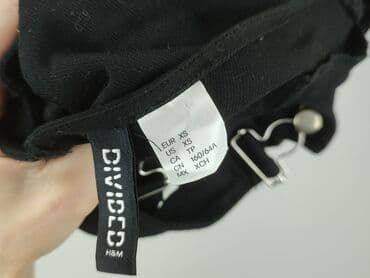 DIVIDED
H&M
EUR XS
US XS
CA TP
CN 160/64A
MX XCH